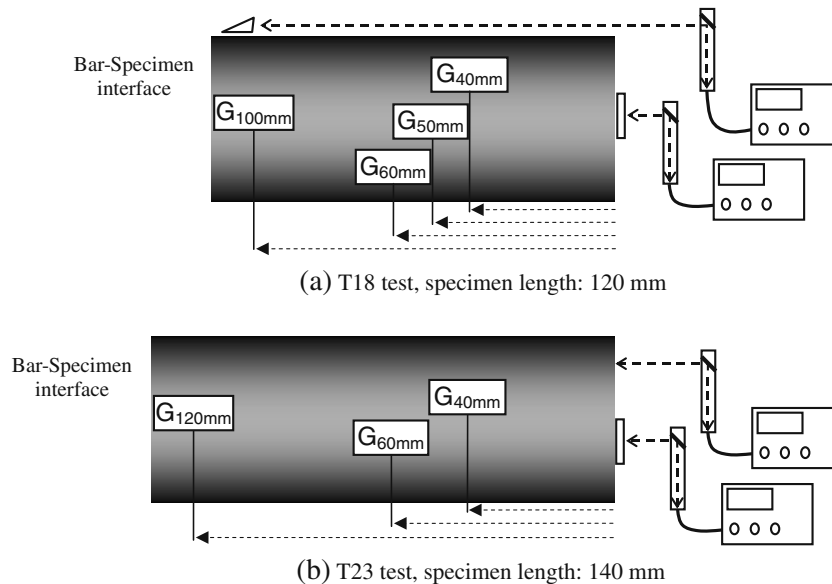 Bar-Specimen
interface
G40mm
G100mm
G50mm
G60mm
(a) T18 test, specimen length: 120 mm
Bar-Specimen
interface
G40mm
G120mm
G60mm
(b) T23 test, specimen length: 140 mm